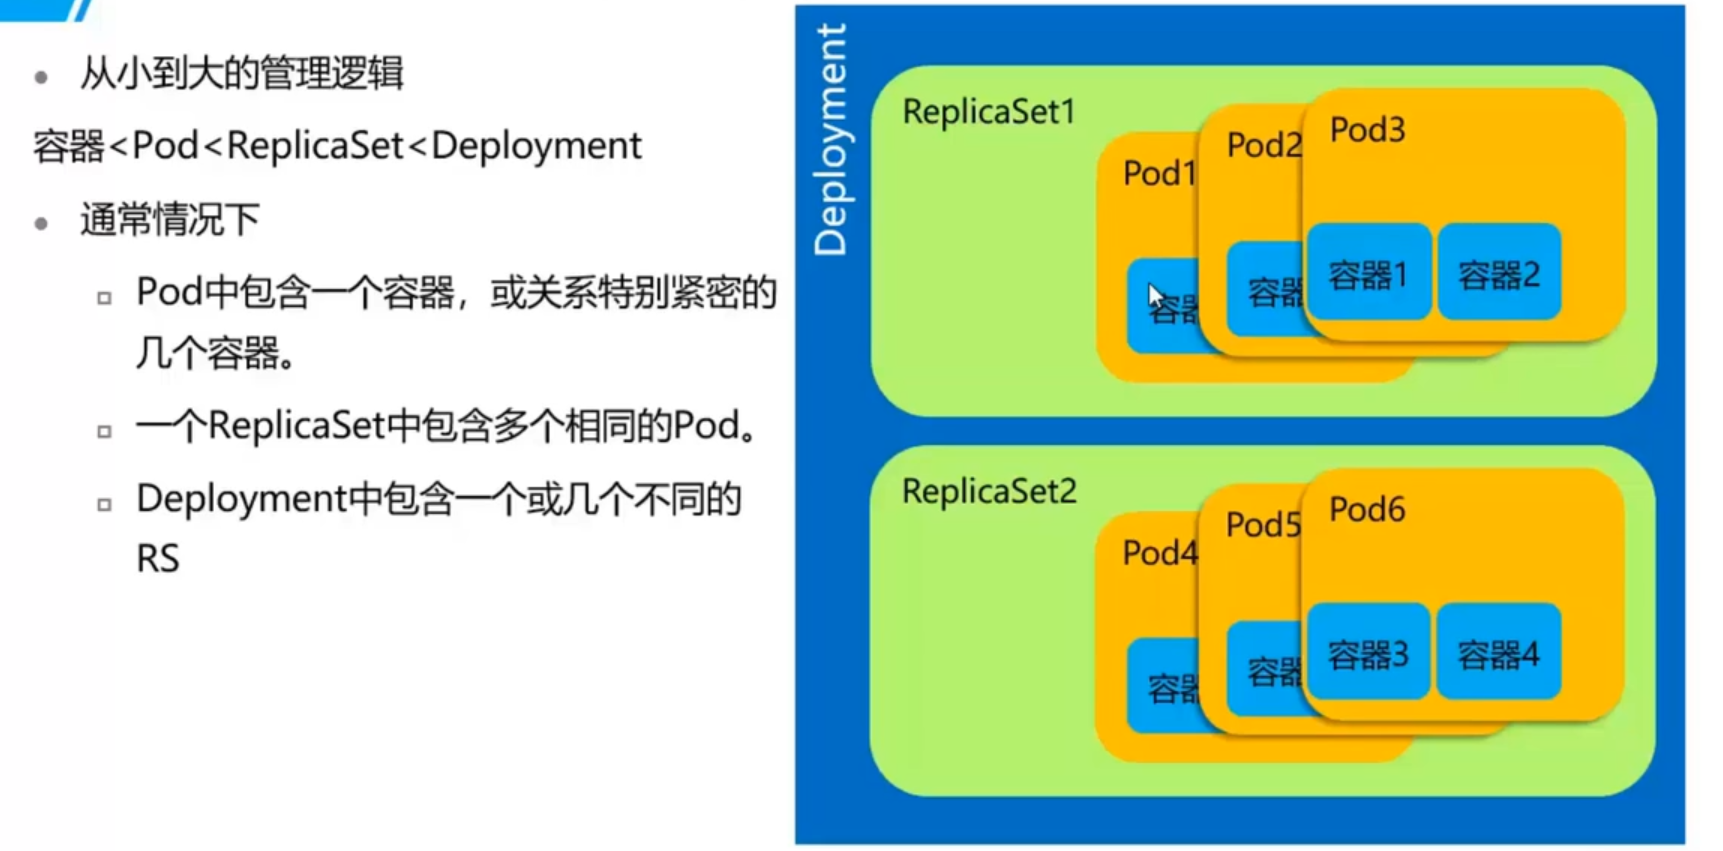 从小到大的管理逻辑
容器<Pod<ReplicaSet<Deployment
通常情况下
Pod中包含一个容器，或关系特别紧密的
几个容器。
一个ReplicaSet中包含多个相同的Pod。
Deployment中包含一个或几个不同的
RS
Deployment
ReplicaSet1
Pod1
Pod2
Pod3
容器
容器
容器1
容器2
ReplicaSet2
Pod4
Pod5
Pod6
容器
容器
容器3
容器4